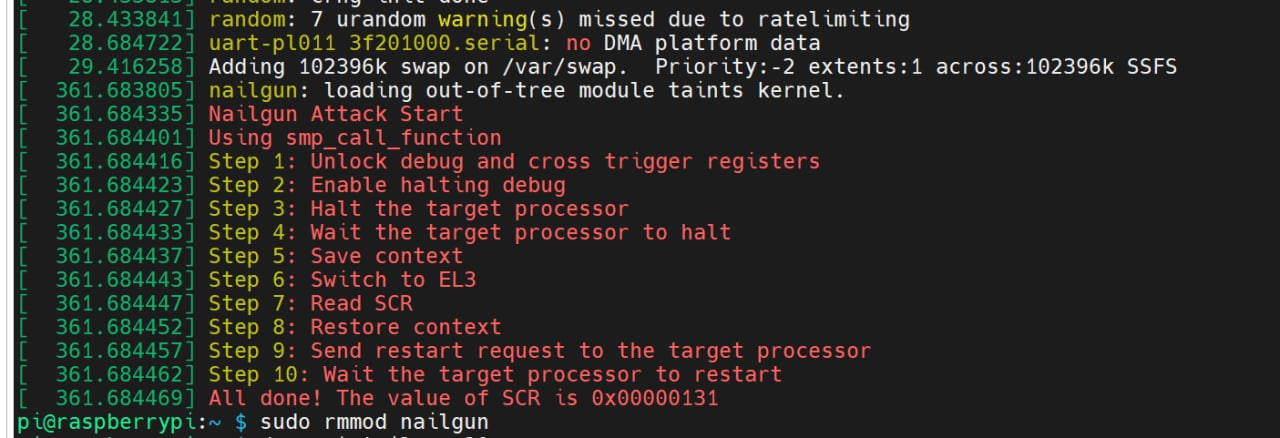 [   28.433841] random: 7 urandom warning(s) missed due to ratelimiting
[   28.684722] uart-pl011 3f201000.serial: no DMA platform data
[   29.416258] Adding 102396k swap on /var/swap.  Priority:-2 extents:1 across:102396k SSFS
[  361.683805] nailgun: loading out-of-tree module taints kernel.
[  361.684335] Nailgun Attack Start
[  361.684401] Using smp_call_function
[  361.684416] Step 1: Unlock debug and cross trigger registers
[  361.684423] Step 2: Enable halting debug
[  361.684427] Step 3: Halt the target processor
[  361.684433] Step 4: Wait the target processor to halt
[  361.684437] Step 5: Save context
[  361.684443] Step 6: Switch to EL3
[  361.684447] Step 7: Read SCR
[  361.684452] Step 8: Restore context
[  361.684457] Step 9: Send restart request to the target processor
[  361.684462] Step 10: Wait the target processor to restart
[  361.684469] All done! The value of SCR is 0x00000131
pi@raspberrypi:~ $ sudo rmmod nailgun